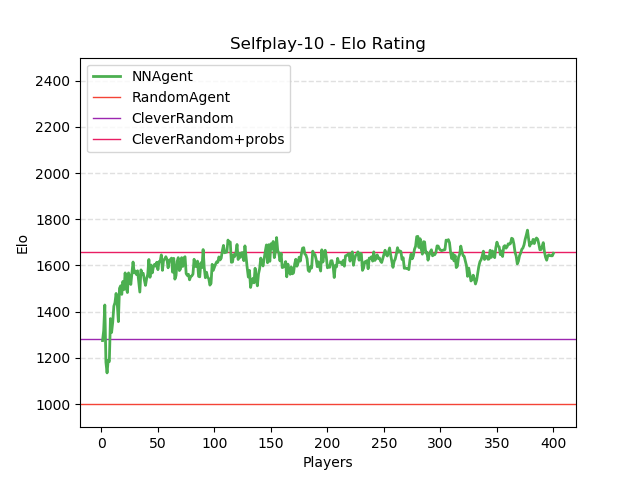 Selfplay-10 - Elo Rating
NNAgent
RandomAgent
CleverRandom
CleverRandom+probs
2400
2200
2000
1800
1600
1400
1200
1000
Elo
0 50 100 150 200 250 300 350 400
Players